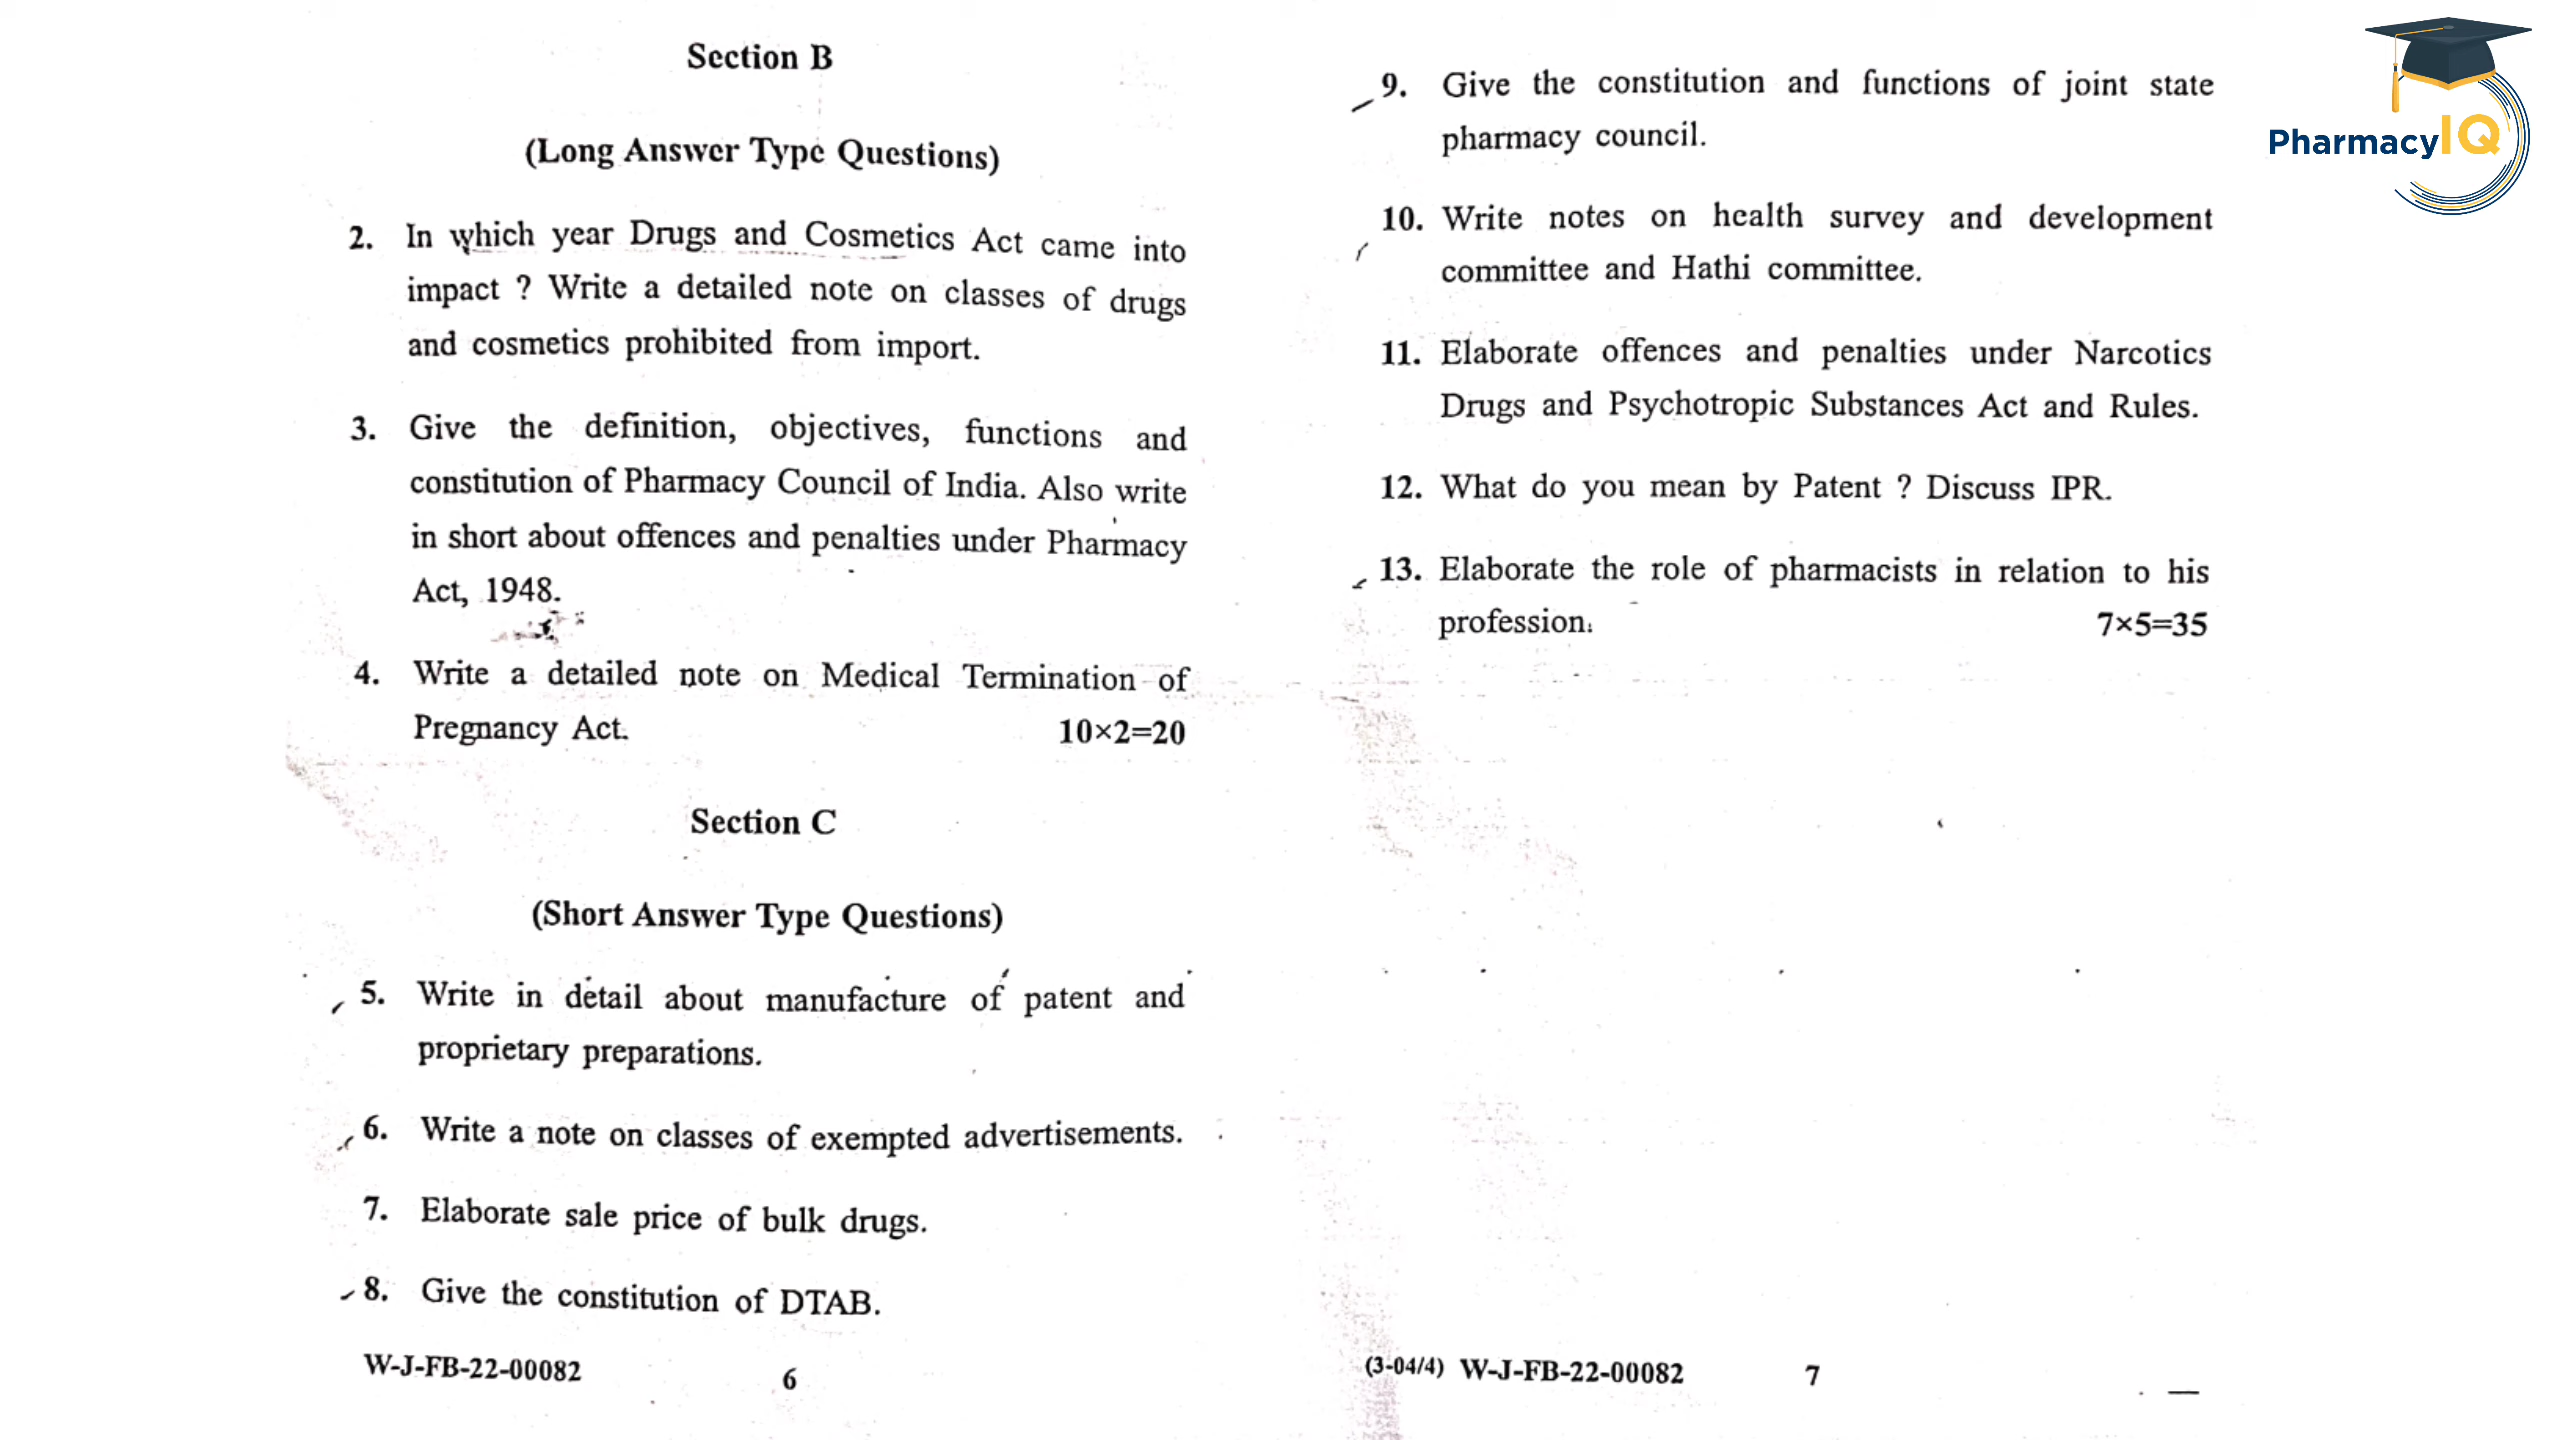 Section B
(Long Answer Type Questions)
2. In which year Drugs and Cosmetics Act came into
impact ? Write a detailed note on classes of drugs
and cosmetics prohibited from import.
3. Give the definition, objectives, functions and
constitution of Pharmacy Council of India. Also write
in short about offences and penalties under Pharmacy
Act, 1948.
4. Write a detailed note on Medical Termination of
Pregnancy Act. 10×2=20
Section C
(Short Answer Type Questions)
5. Write in detail about manufacture of patent and
proprietary preparations.
6. Write a note on classes of exempted advertisements.
7. Elaborate sale price of bulk drugs.
8. Give the constitution of DTAB.
W-J-FB-22-00082 6
9. Give the constitution and functions of joint state
pharmacy council.
10. Write notes on health survey and development
committee and Hathi committee.
11. Elaborate offences and penalties under Narcotics
Drugs and Psychotropic Substances Act and Rules.
12. What do you mean by Patent ? Discuss IPR.
13. Elaborate the role of pharmacists in relation to his
profession. 7×5=35
(3-04/4) W-J-FB-22-00082 7
PharmacyIQ